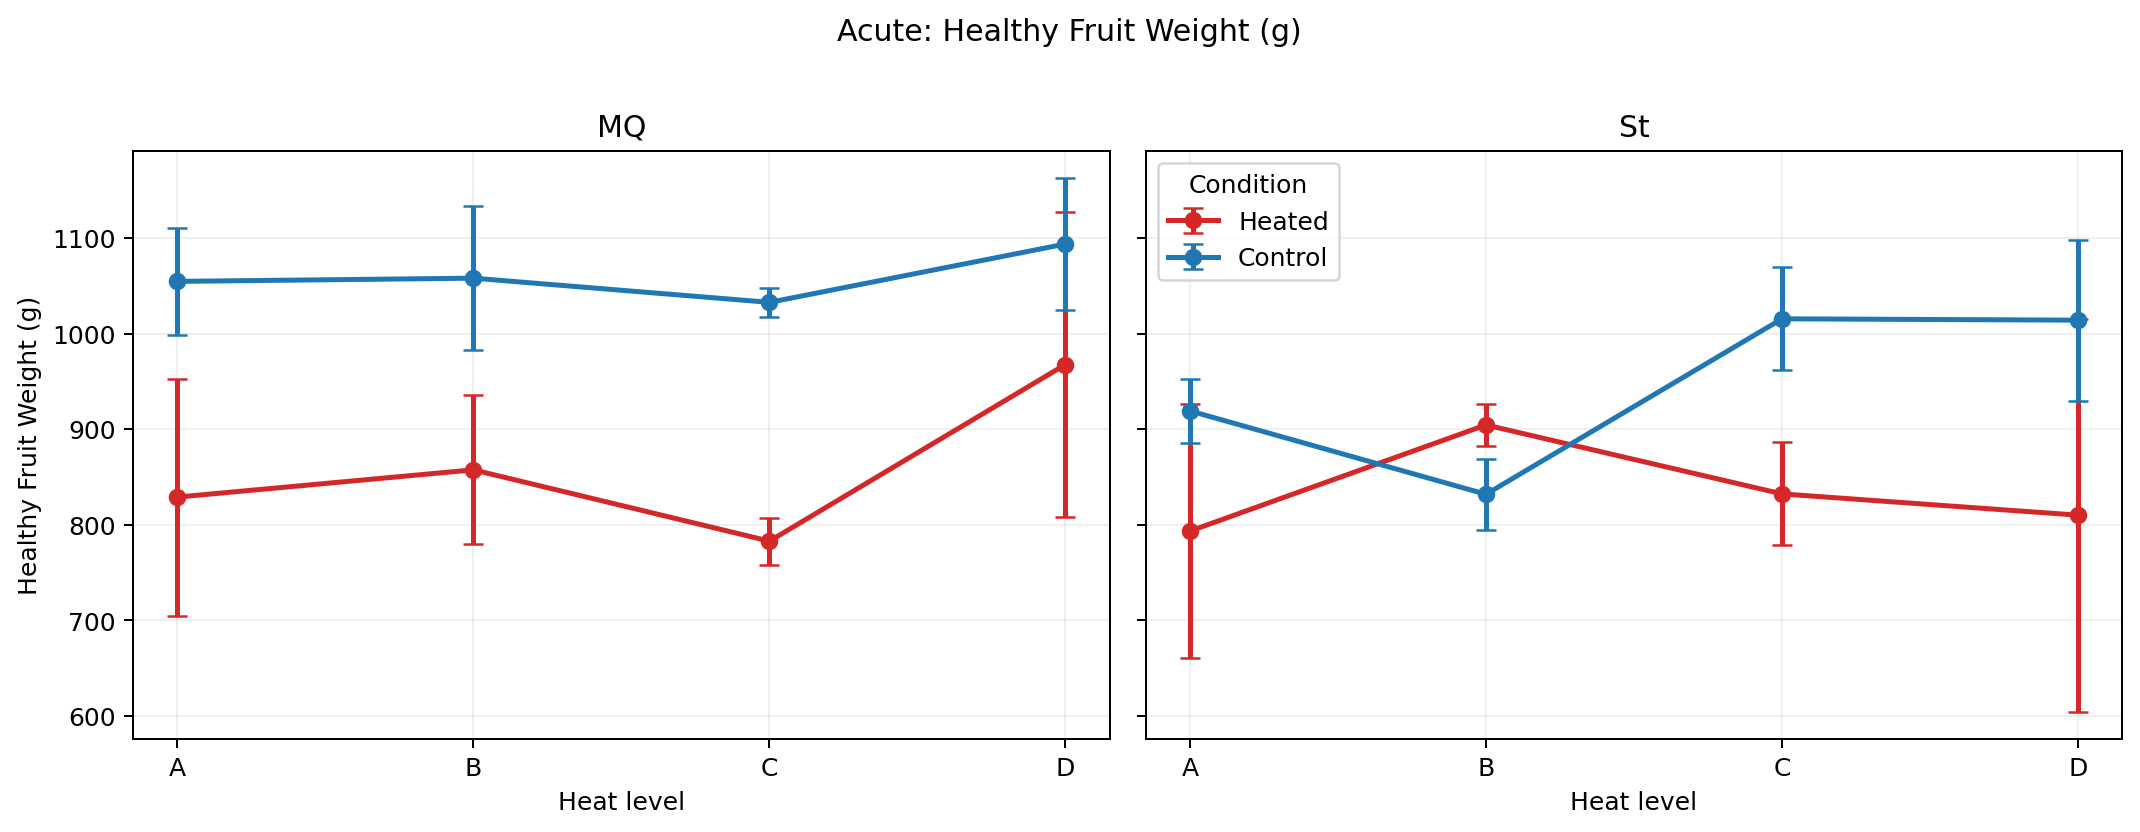 Acute: Healthy Fruit Weight (g)
MQ
Healthy Fruit Weight (g)
1100
1000
900
800
700
600
A B C D
Heat level
St
Condition
Heated
Control
A B C D
Heat level